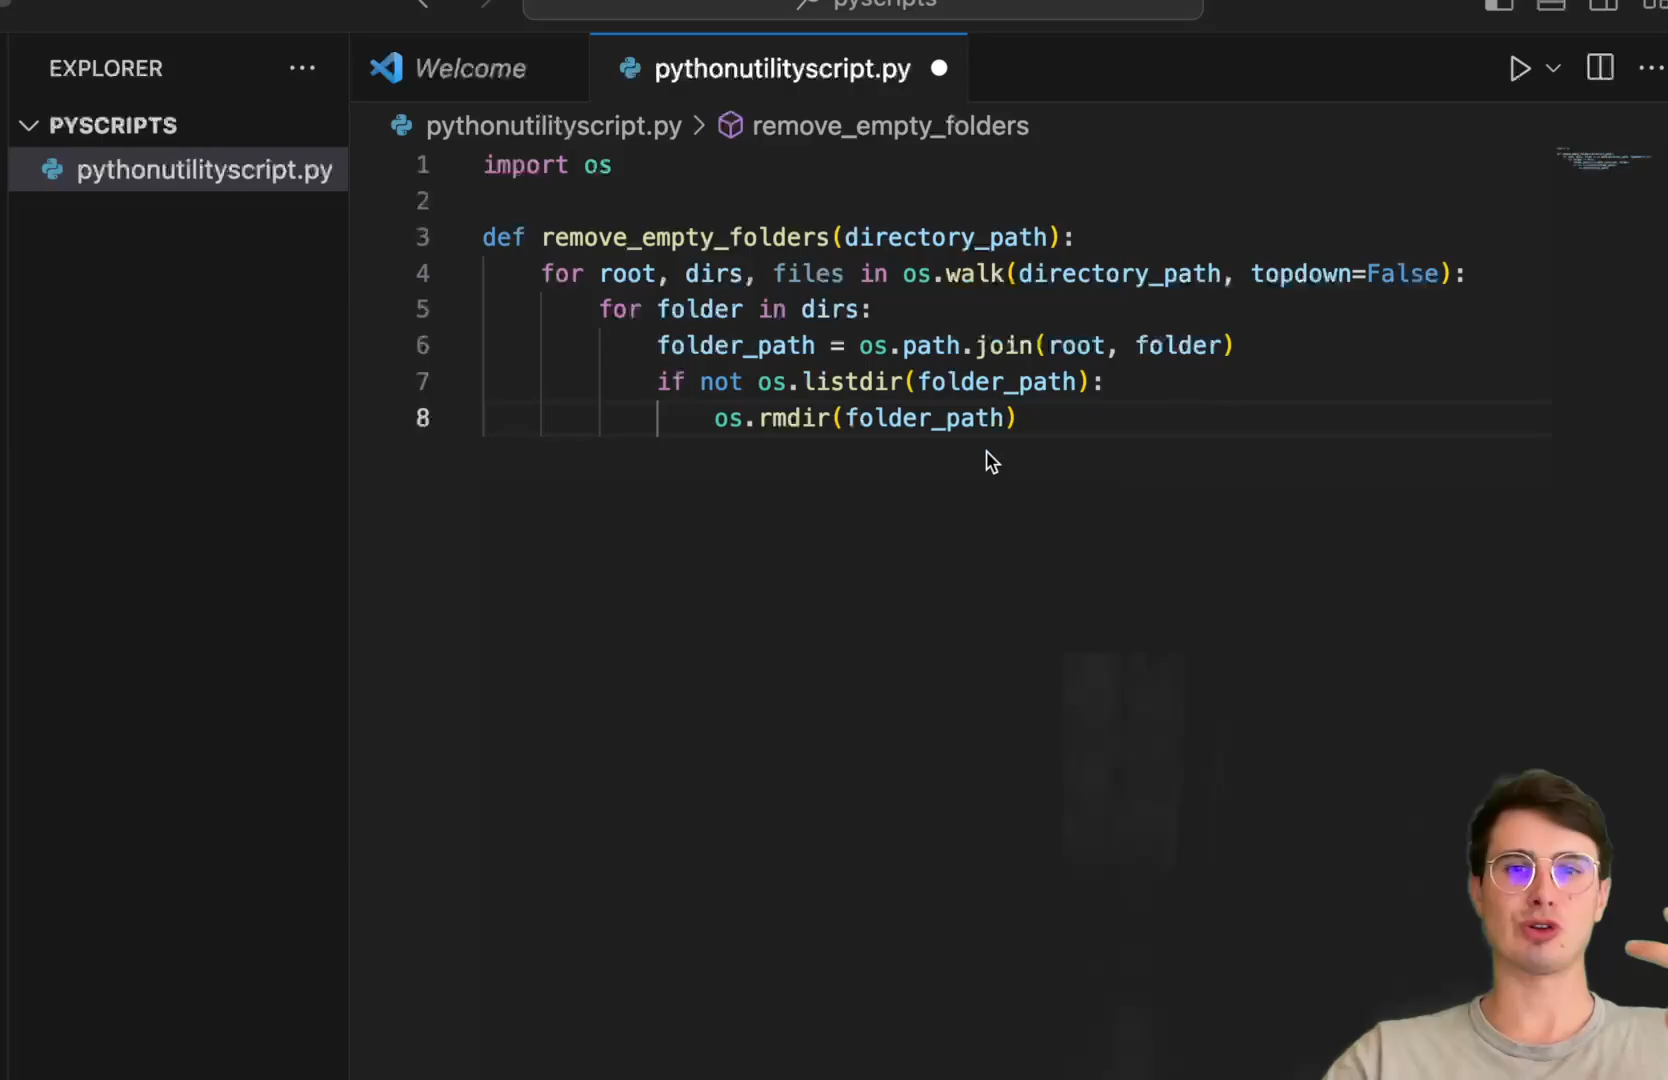 pyscripts
EXPLORER ...
Welcome
pythonutilityscript.py
PYSCRIPTS
pythonutilityscript.py > remove_empty_folders
pythonutilityscript.py
1 import os
2
3 def remove_empty_folders(directory_path):
4 for root, dirs, files in os.walk(directory_path, topdown=False):
5 for folder in dirs:
6 folder_path = os.path.join(root, folder)
7 if not os.listdir(folder_path):
8 os.rmdir(folder_path)